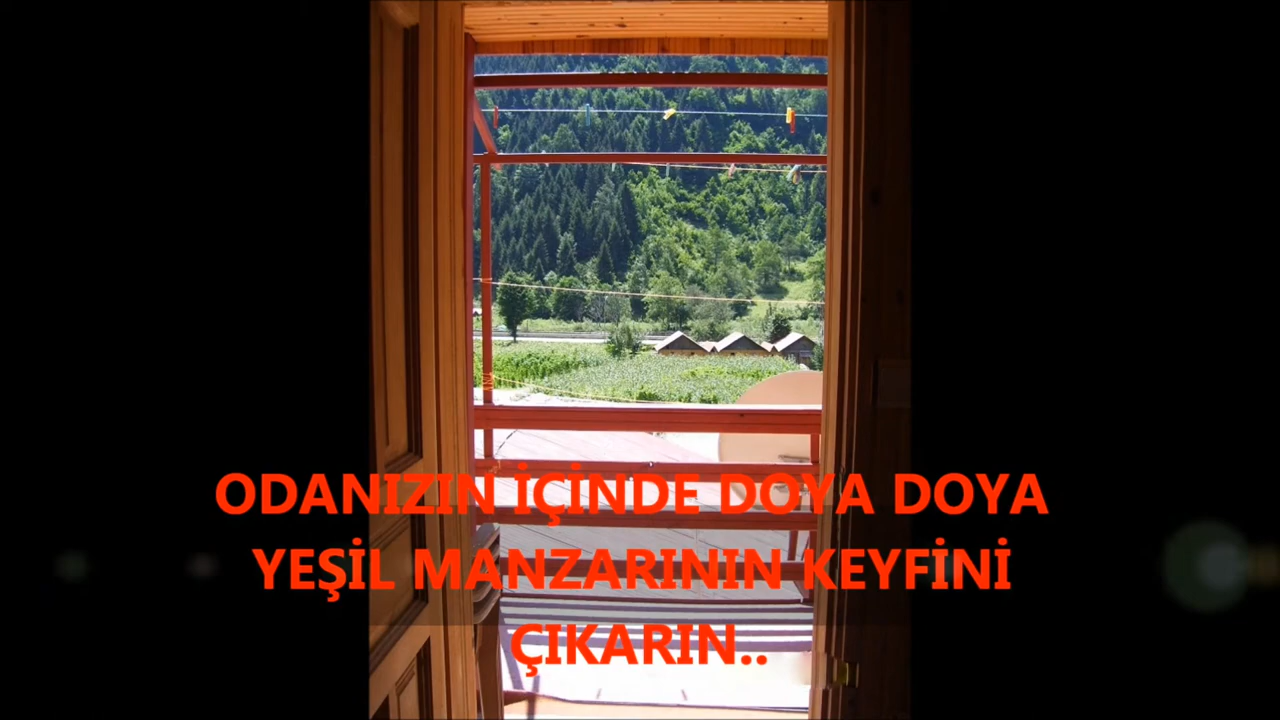 ODANIZIN İÇİNDE DOYA DOYA
YEŞİL MANZARININ KEYFİNİ
ÇIKARIN..